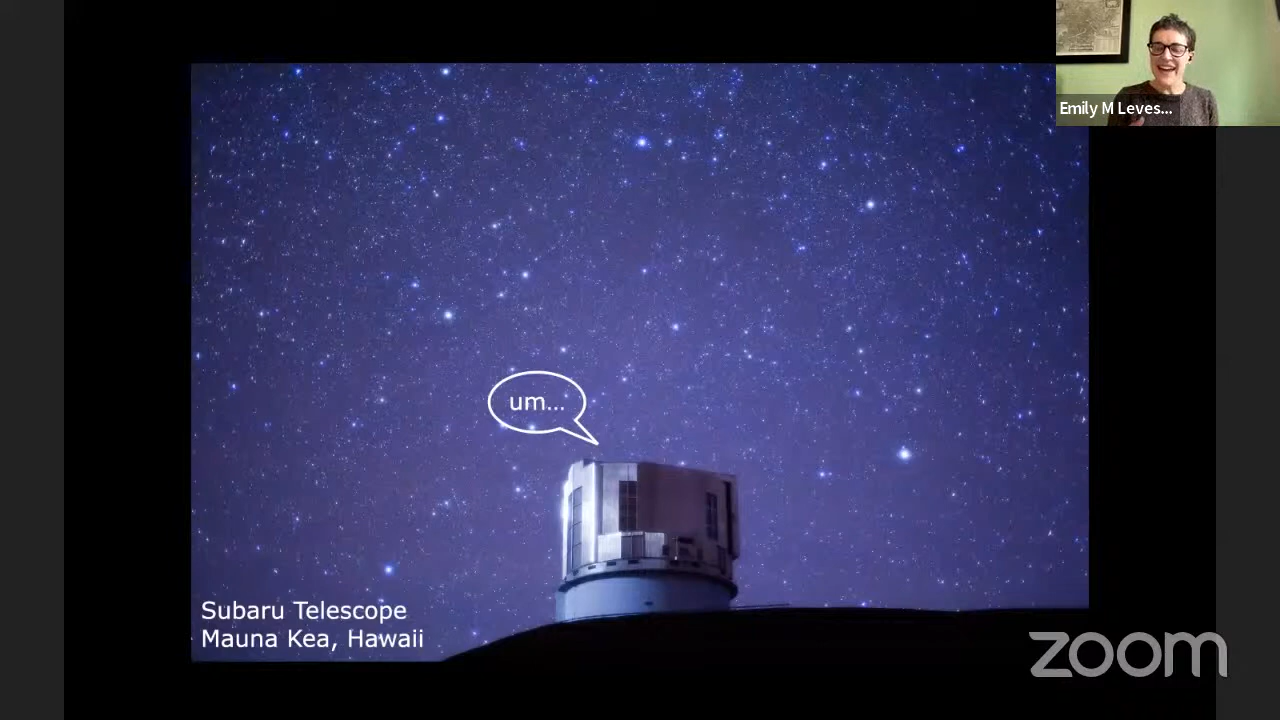 Emily M Leves...
um...
Subaru Telescope
Mauna Kea, Hawaii
zoom